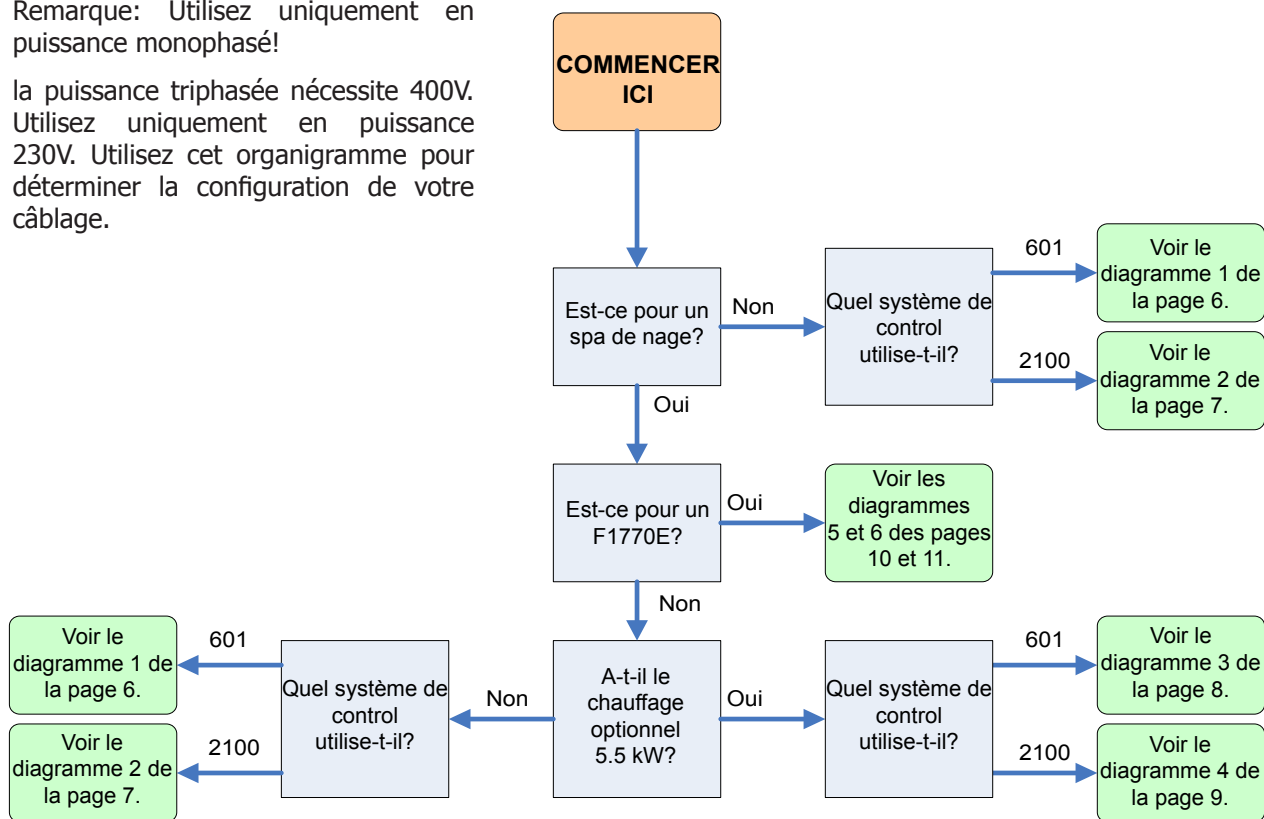 Remarque: Utilisez uniquement en
puissance monophasé!
la puissance triphasée nécessite 400V.
Utilisez uniquement en puissance
230V. Utilisez cet organigramme pour
déterminer la configuration de votre
câblage.
COMMENCER
ICI
Est-ce pour un
spa de nage?
Non
Quel système de
control
utilise-t-il?
601
Voir le
diagramme 1 de
la page 6.
2100
Voir le
diagramme 2 de
la page 7.
Oui
Est-ce pour un
F1770E?
Oui
Voir les
diagrammes
5 et 6 des pages
10 et 11.
Non
A-t-il le
chauffage
optionnel
5.5 kW?
Non
Quel système de
control
utilise-t-il?
601
Voir le
diagramme 1 de
la page 6.
2100
Voir le
diagramme 2 de
la page 7.
Oui
Quel système de
control
utilise-t-il?
601
Voir le
diagramme 3 de
la page 8.
2100
Voir le
diagramme 4 de
la page 9.